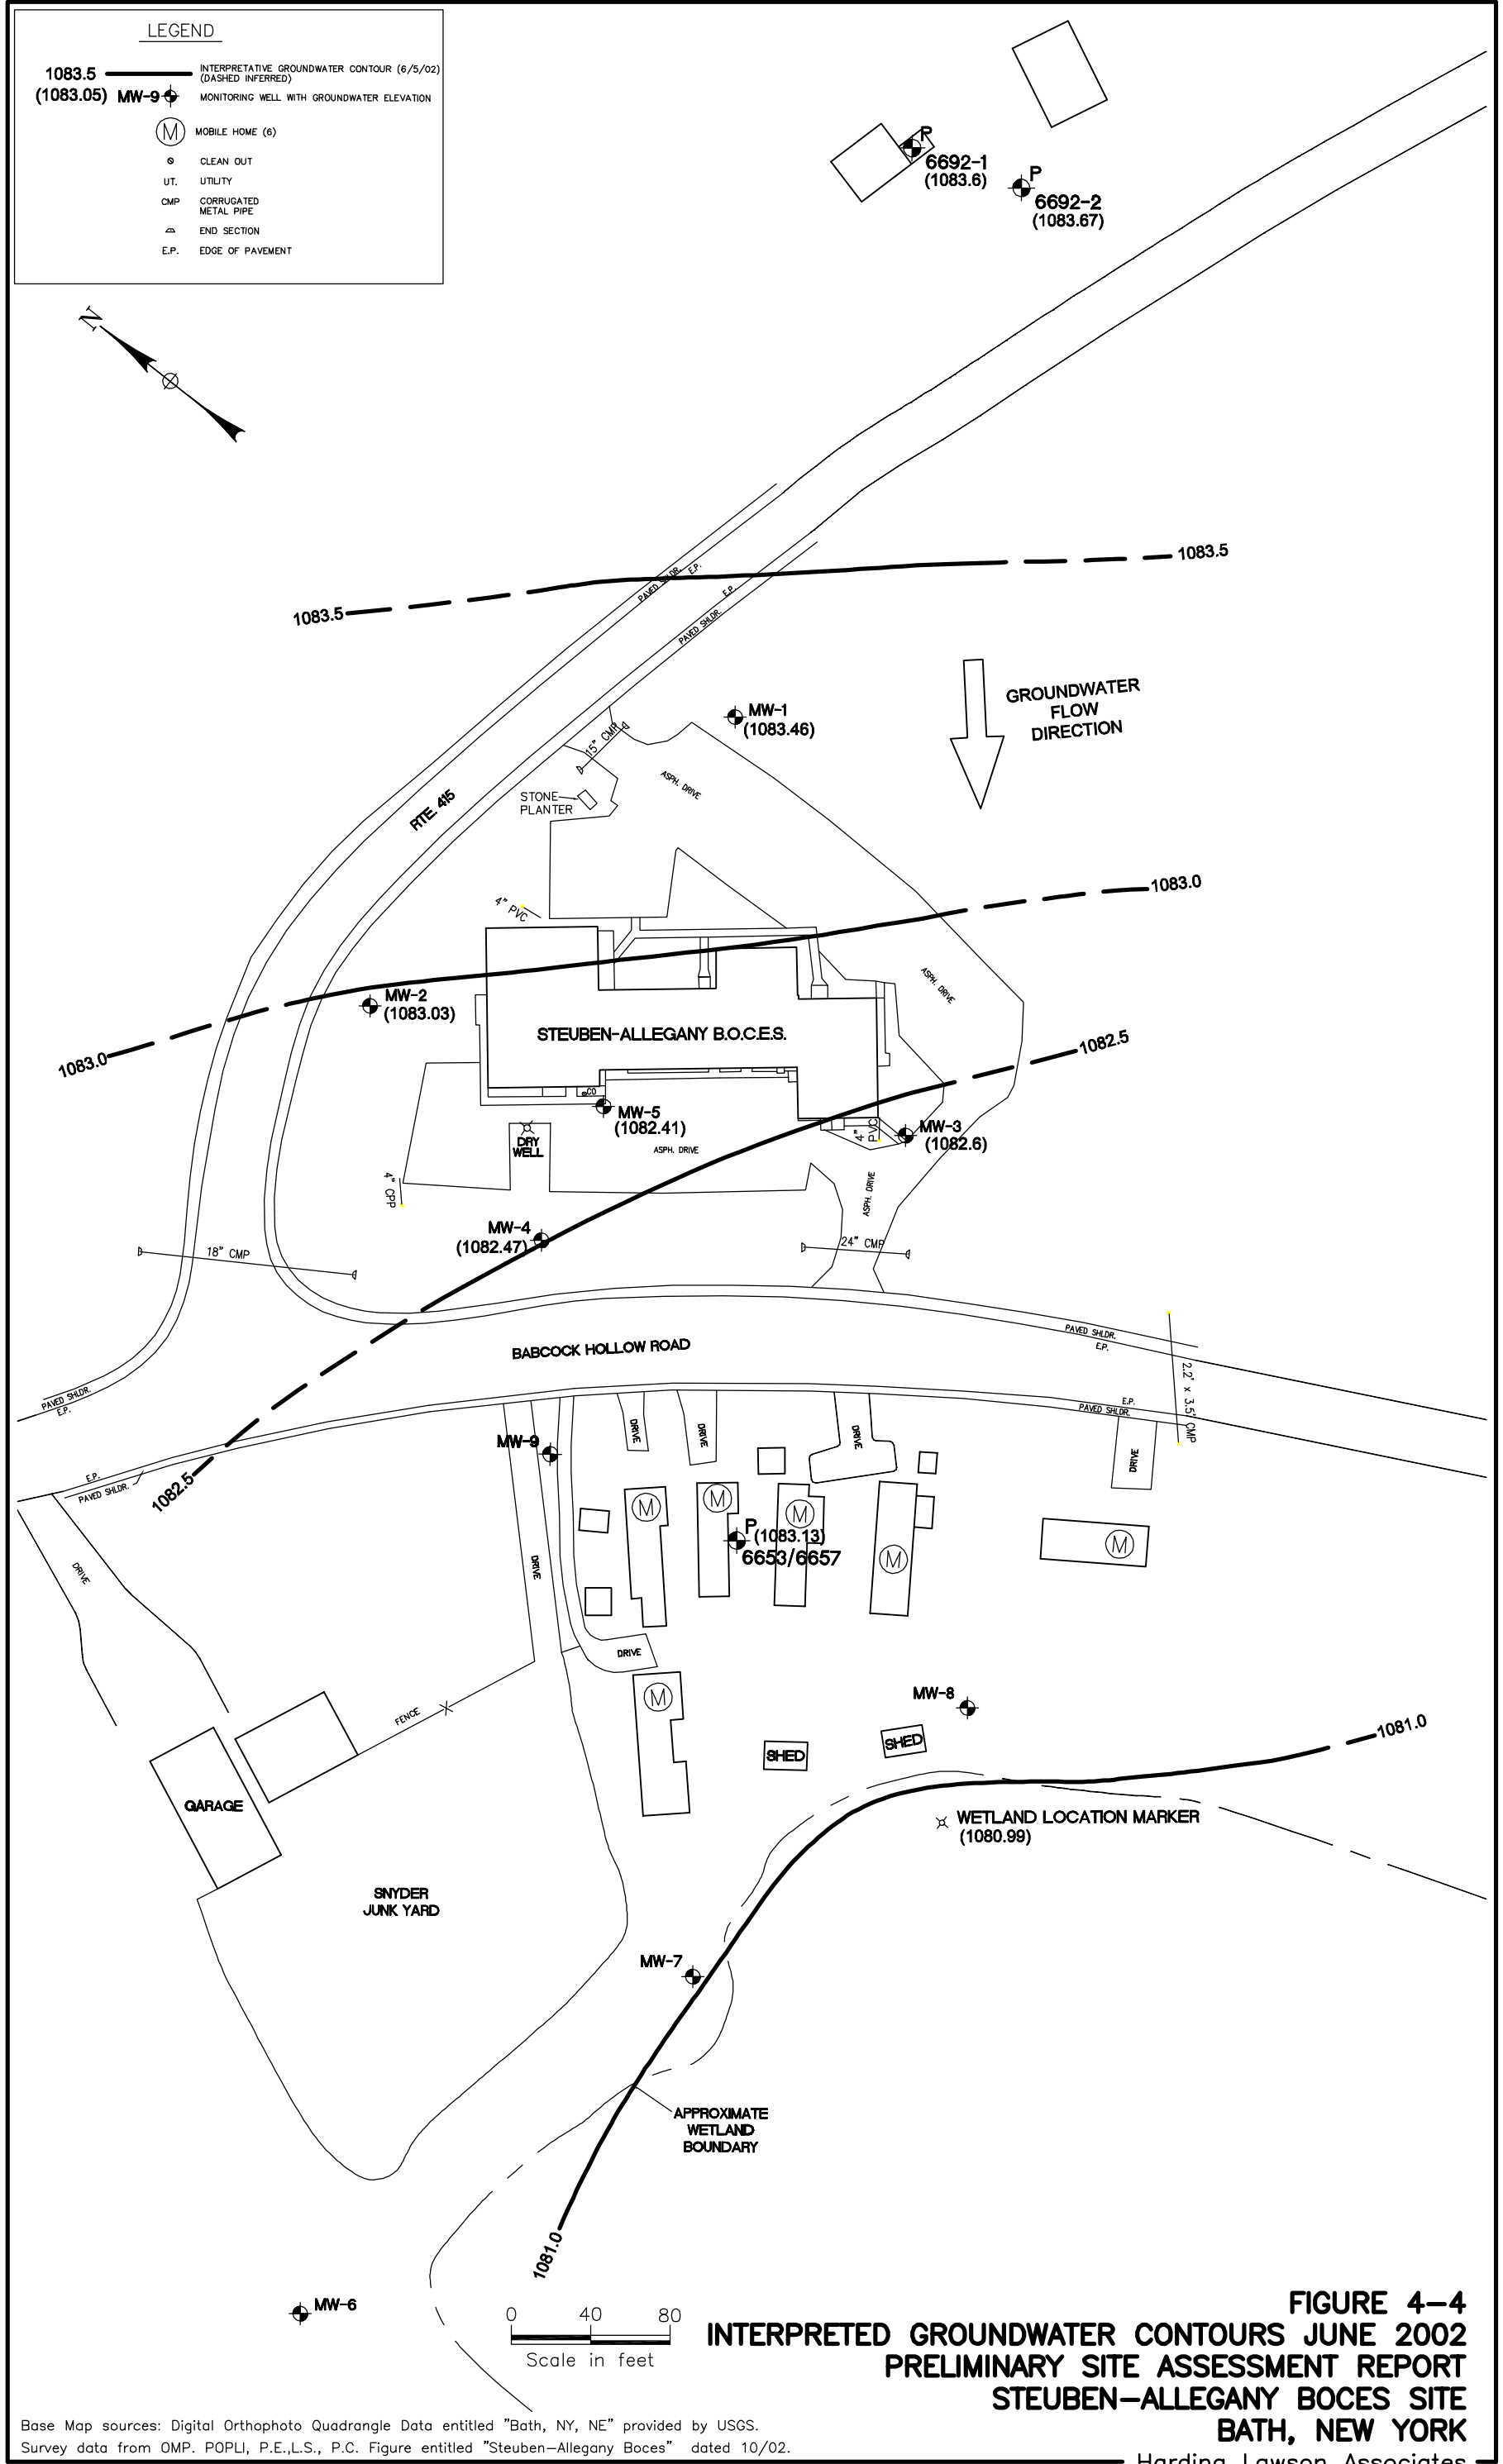 LEGEND
1083.5 INTERPRETATIVE GROUNDWATER CONTOUR (6/5/02)
(DASHED INFERRED)
(1083.05) MW-9 MONITORING WELL WITH GROUNDWATER ELEVATION
M MOBILE HOME (6)
CLEAN OUT
UT. UTILITY
CMP CORRUGATED
METAL PIPE
END SECTION
E.P. EDGE OF PAVEMENT
N
P
6692-1
(1083.6)
P
6692-2
(1083.67)
1083.5
1083.5
PAVED SHLDR.
E.P.
E.P.
PAVED SHLDR.
MW-1
(1083.46)
GROUNDWATER
FLOW
DIRECTION
15" CMP
ASPH. DRIVE
STONE
PLANTER
RTE. 415
4" PVC
1083.0
ASPH. DRIVE
MW-2
(1083.03)
STEUBEN-ALLEGANY B.O.C.E.S.
1083.0
1082.5
CO
MW-5
(1082.41)
DRY
WELL
ASPH. DRIVE
4"
PVC
MW-3
(1082.6)
4" CPP
ASPH. DRIVE
MW-4
(1082.47)
18" CMP
24" CMP
BABCOCK HOLLOW ROAD
PAVED SHLDR.
E.P.
2.2' x 3.5' CMP
PAVED SHLDR.
E.P.
E.P.
PAVED SHLDR.
MW-9
DRIVE
DRIVE
DRIVE
DRIVE
E.P.
PAVED SHLDR.
1082.5
M
M
M
M
M
P
(1083.13)
6653/6657
DRIVE
DRIVE
DRIVE
M
FENCE
MW-8
SHED
SHED
1081.0
GARAGE
WETLAND LOCATION MARKER
(1080.99)
SNYDER
JUNK YARD
MW-7
APPROXIMATE
WETLAND
BOUNDARY
1081.0
MW-6
0 40 80
Scale in feet
FIGURE 4-4
INTERPRETED GROUNDWATER CONTOURS JUNE 2002
PRELIMINARY SITE ASSESSMENT REPORT
STEUBEN-ALLEGANY BOCES SITE
BATH, NEW YORK
Base Map sources: Digital Orthophoto Quadrangle Data entitled "Bath, NY, NE" provided by USGS.
Survey data from OMP. POPLI, P.E.,L.S., P.C. Figure entitled "Steuben-Allegany Boces" dated 10/02.
Harding Lawson Associates